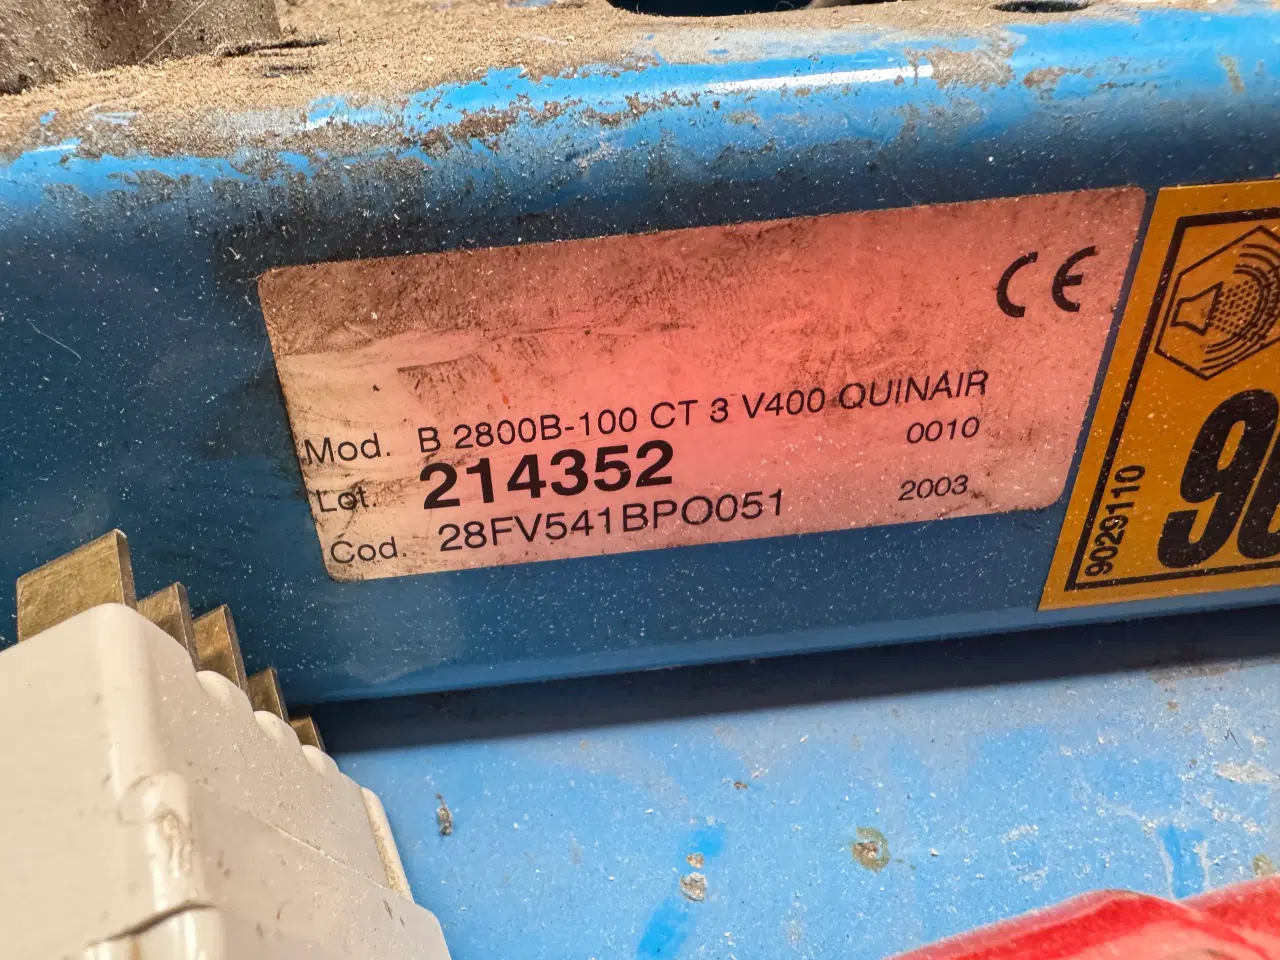 CE
Mod. B 2800B-100 CT 3 V400 QUINAIR
Lot. 214352 0010
Cod. 28FV541BPO051 2003
9029110